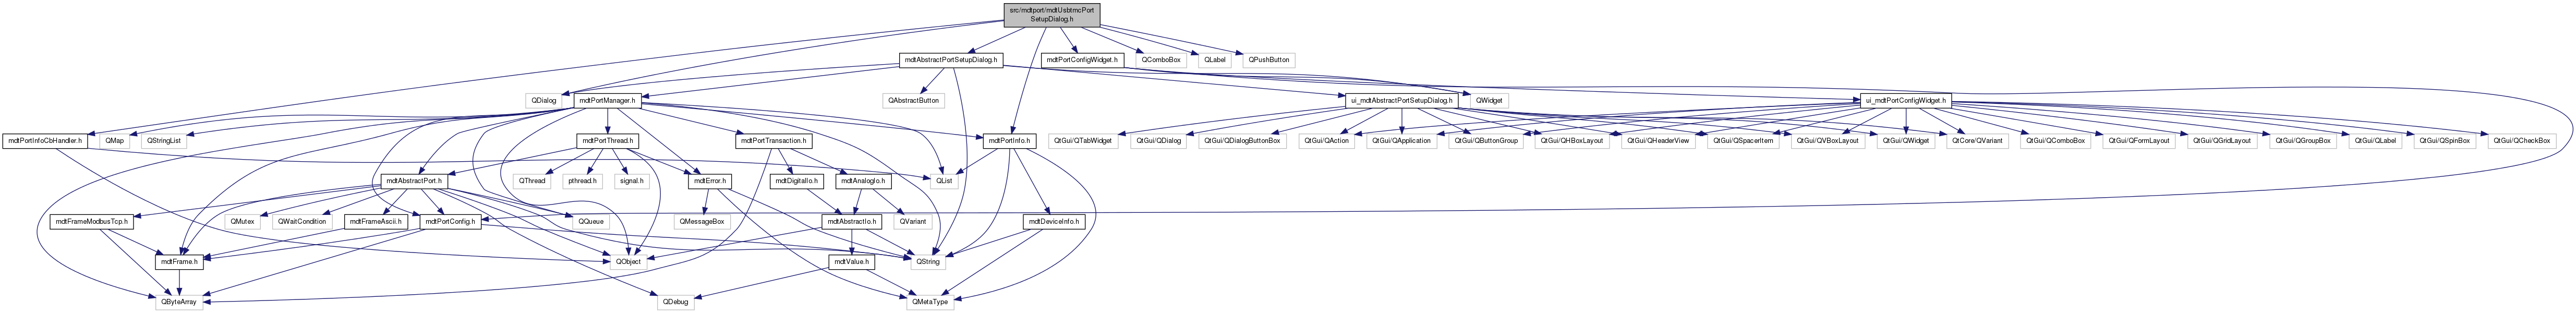 src/mdtport/mdtUsbtmcPort
SetupDialog.h
mdtAbstractPortSetupDialog.h
mdtPortConfigWidget.h
QComboBox
QLabel
QPushButton
QDialog
mdtPortManager.h
QAbstractButton
ui_mdtAbstractPortSetupDialog.h
QWidget
ui_mdtPortConfigWidget.h
mdtPortInfoCbHandler.h
QMap
QStringList
mdtPortThread.h
mdtPortTransaction.h
mdtPortInfo.h
QtGui/QTabWidget
QtGui/QDialog
QtGui/QDialogButtonBox
QtGui/QAction
QtGui/QApplication
QtGui/QButtonGroup
QtGui/QHBoxLayout
QtGui/QHeaderView
QtGui/QSpacerItem
QtGui/QVBoxLayout
QtGui/QWidget
QtCore/QVariant
QtGui/QComboBox
QtGui/QFormLayout
QtGui/QGridLayout
QtGui/QGroupBox
QtGui/QLabel
QtGui/QSpinBox
QtGui/QCheckBox
mdtAbstractPort.h
QThread
pthread.h
signal.h
mdtError.h
mdtDigitalIo.h
mdtAnalogIo.h
QList
mdtFrameModbusTcp.h
QMutex
QWaitCondition
mdtFrameAscii.h
mdtPortConfig.h
QQueue
QMessageBox
mdtAbstractIo.h
QVariant
mdtDeviceInfo.h
mdtFrame.h
QObject
mdtValue.h
QString
QByteArray
QDebug
QMetaType